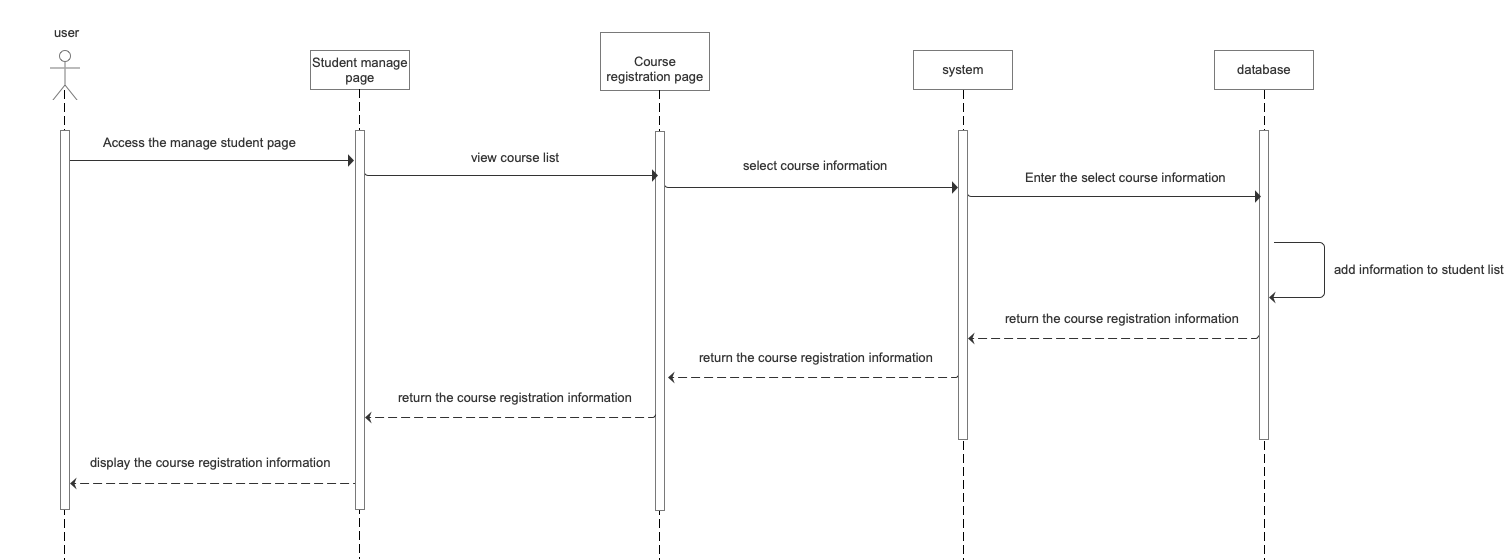 user
Student manage
page
Course
registration page
system
database
Access the manage student page
view course list
select course information
Enter the select course information
add information to student list
return the course registration information
return the course registration information
return the course registration information
display the course registration information